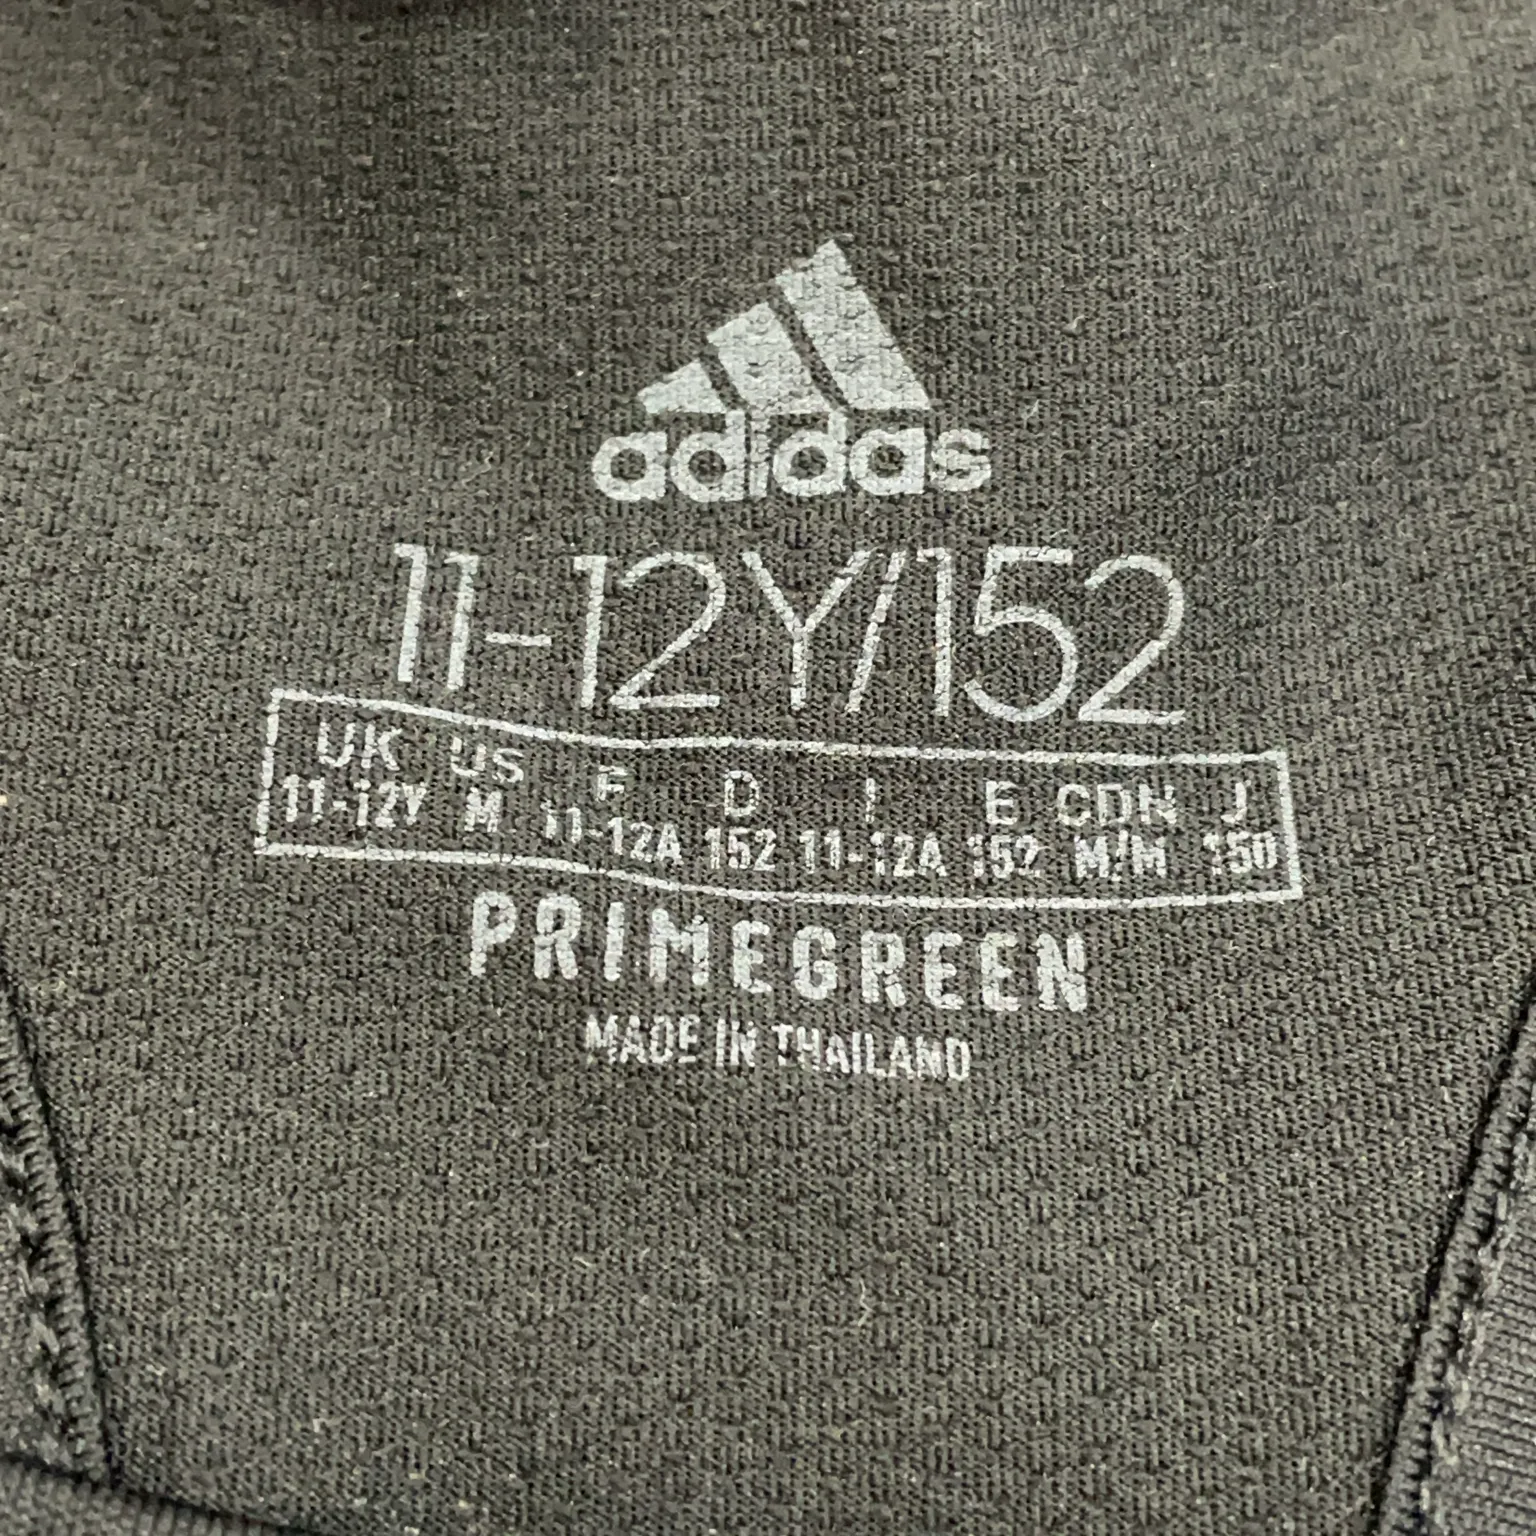 adidas
11-12Y/152
UK US F D I E CDN J
11-12Y M 11-12A 152 11-12A 152 M/M 150
PRIMEGREEN
MADE IN THAILAND